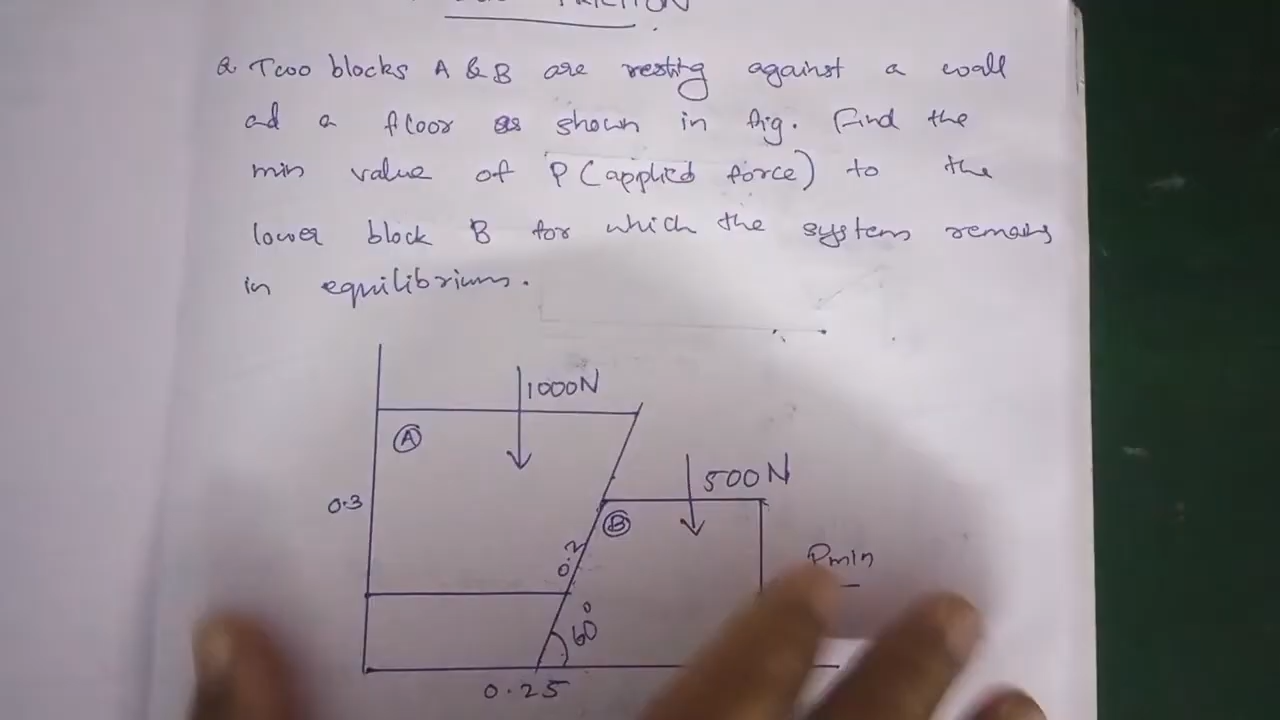 Q Two blocks A & B are resting against a wall
ad a floor as shown in fig. Find the
min value of P (applied force) to the
lower block B for which the system remains
in equilibrium.
1000N
A
500N
0.3
B
0.2
Pmin
60°
0.25